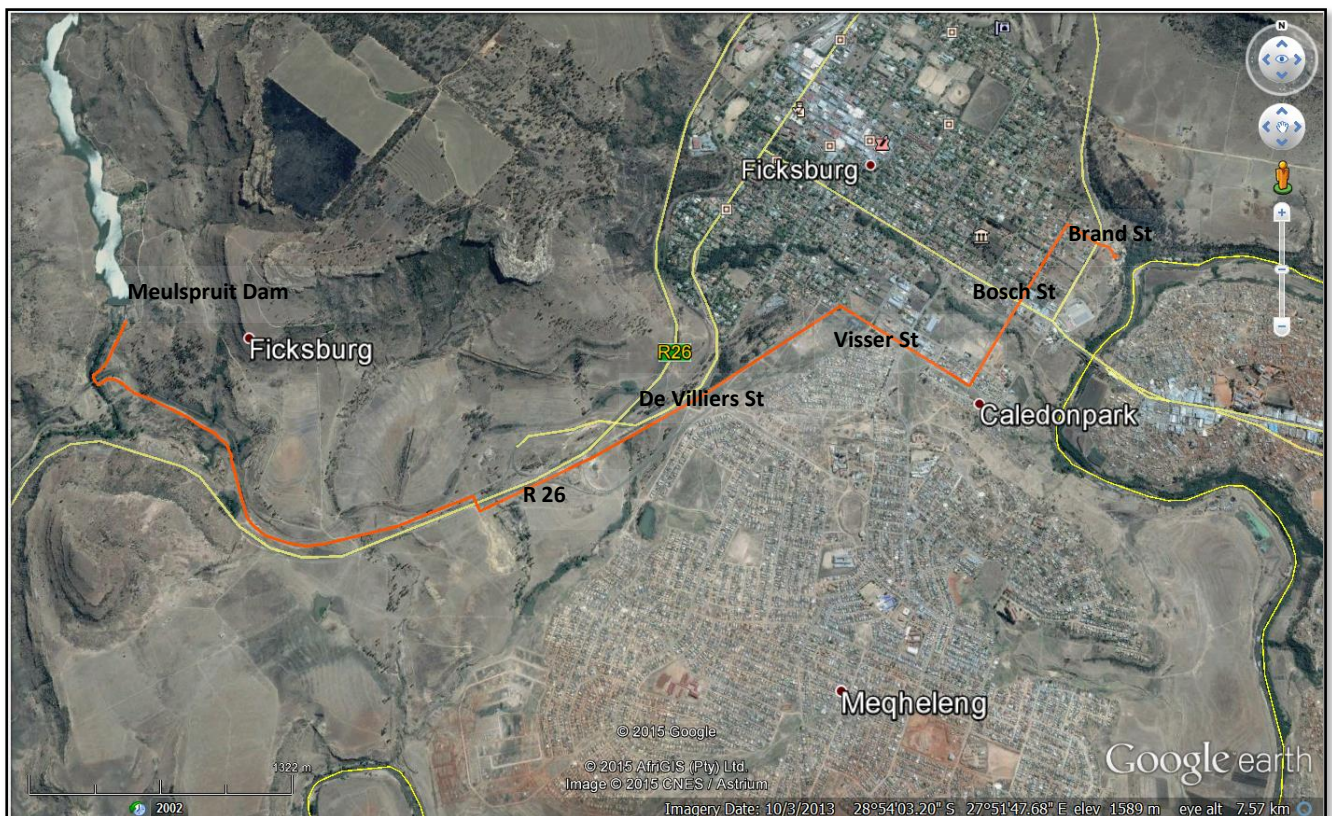 N
Ficksburg
Brand St
Meulspruit Dam
Bosch St
Ficksburg
R26
Visser St
De Villiers St
Caledonpark
R 26
Meqheleng
© 2015 Google
Google earth
1322 m
© 2015 AfriGIS (Pty) Ltd.
Image © 2015 CNES / Astrium
2002
Imagery Date: 10/3/2013 28°54'03.20" S 27°51'47.68" E elev 1589 m eye alt 7.57 km